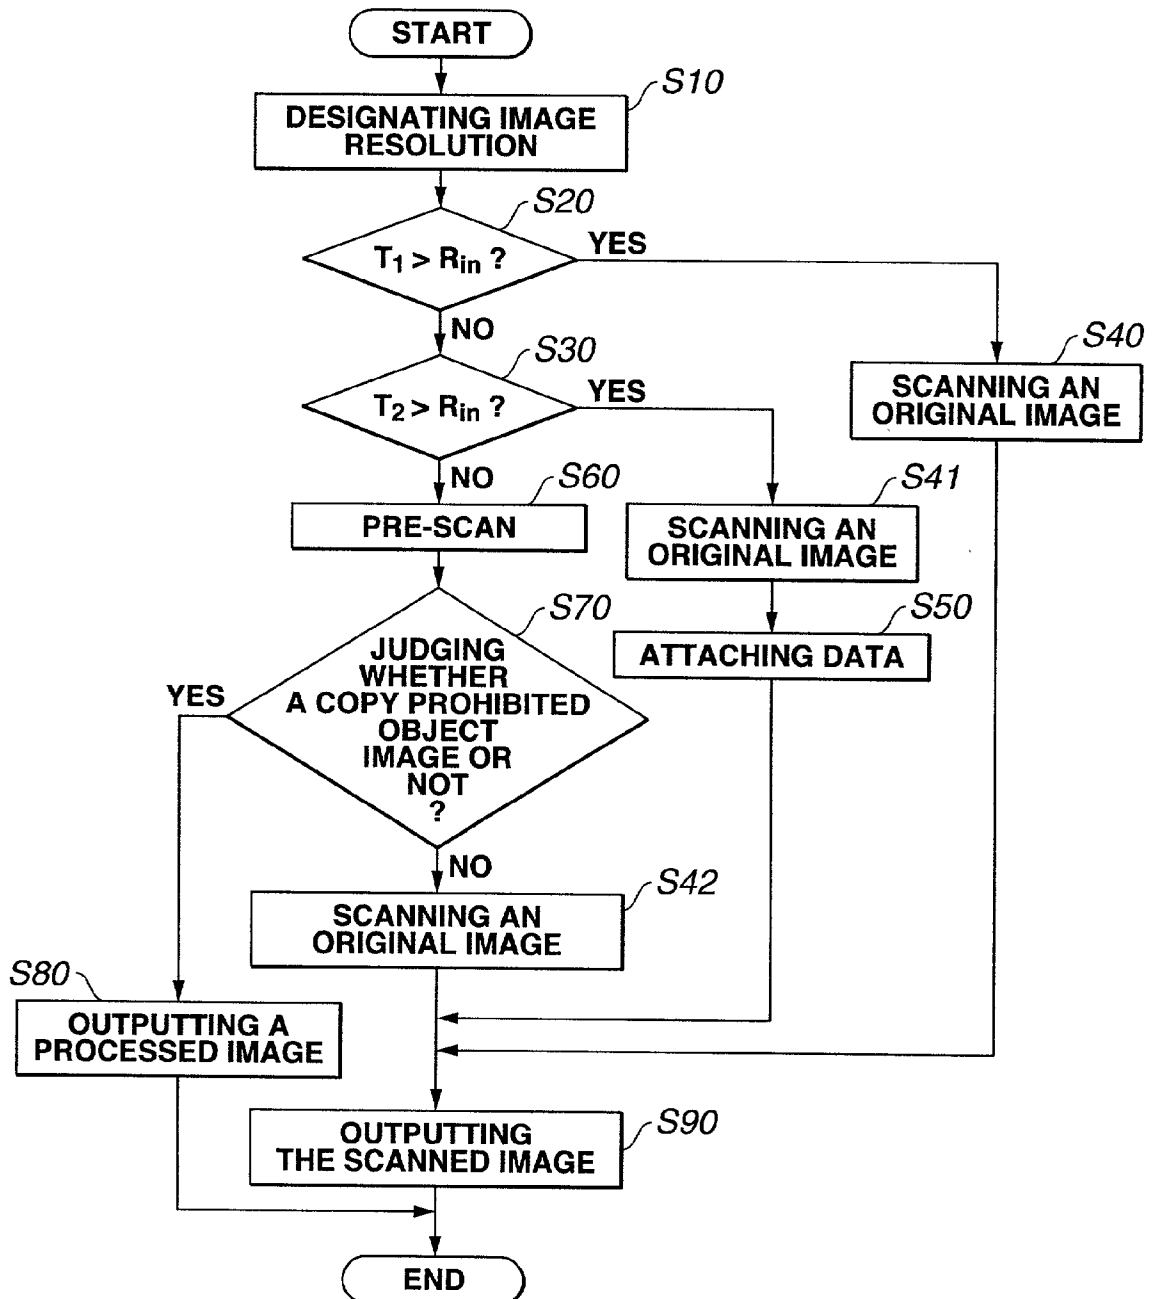 START
S10
DESIGNATING IMAGE
RESOLUTION
S20
T1 > Rin ?
YES
NO
S30
T2 > Rin ?
YES
S40
SCANNING AN
ORIGINAL IMAGE
NO
S60
PRE-SCAN
S41
SCANNING AN
ORIGINAL IMAGE
S70
JUDGING
WHETHER
A COPY PROHIBITED
OBJECT
IMAGE OR
NOT
?
S50
ATTACHING DATA
YES
NO
S42
SCANNING AN
ORIGINAL IMAGE
S80
OUTPUTTING A
PROCESSED IMAGE
S90
OUTPUTTING
THE SCANNED IMAGE
END